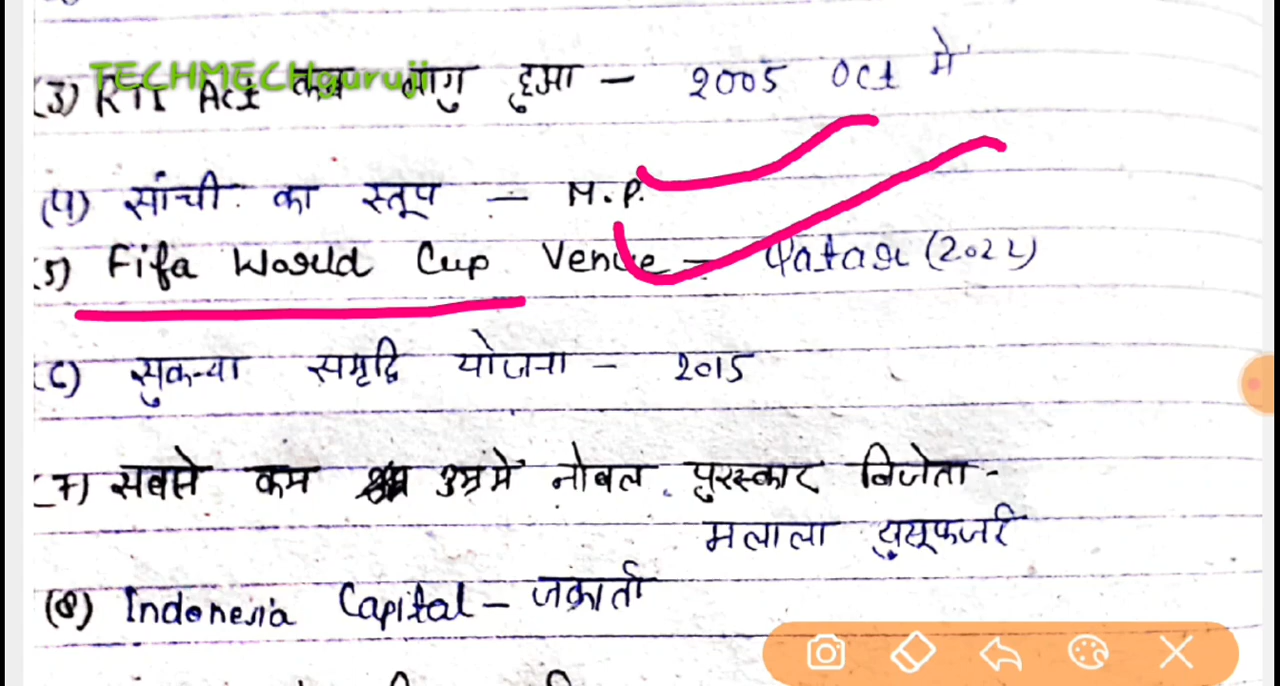 TECHMECHguruji
(3) RTI Act कब लागु हुआ – 2005 Oct मे
(4) सांची का स्तूप – M.P.
(5) Fifa World Cup Venue – Qatar (2022)
(6) सुकन्या समृद्धि योजना – 2015
(7) सबसे कम उम्र में नोबल पुरस्कार विजेता -
मलाला युसूफजई
(8) Indonesia Capital – जकार्ता